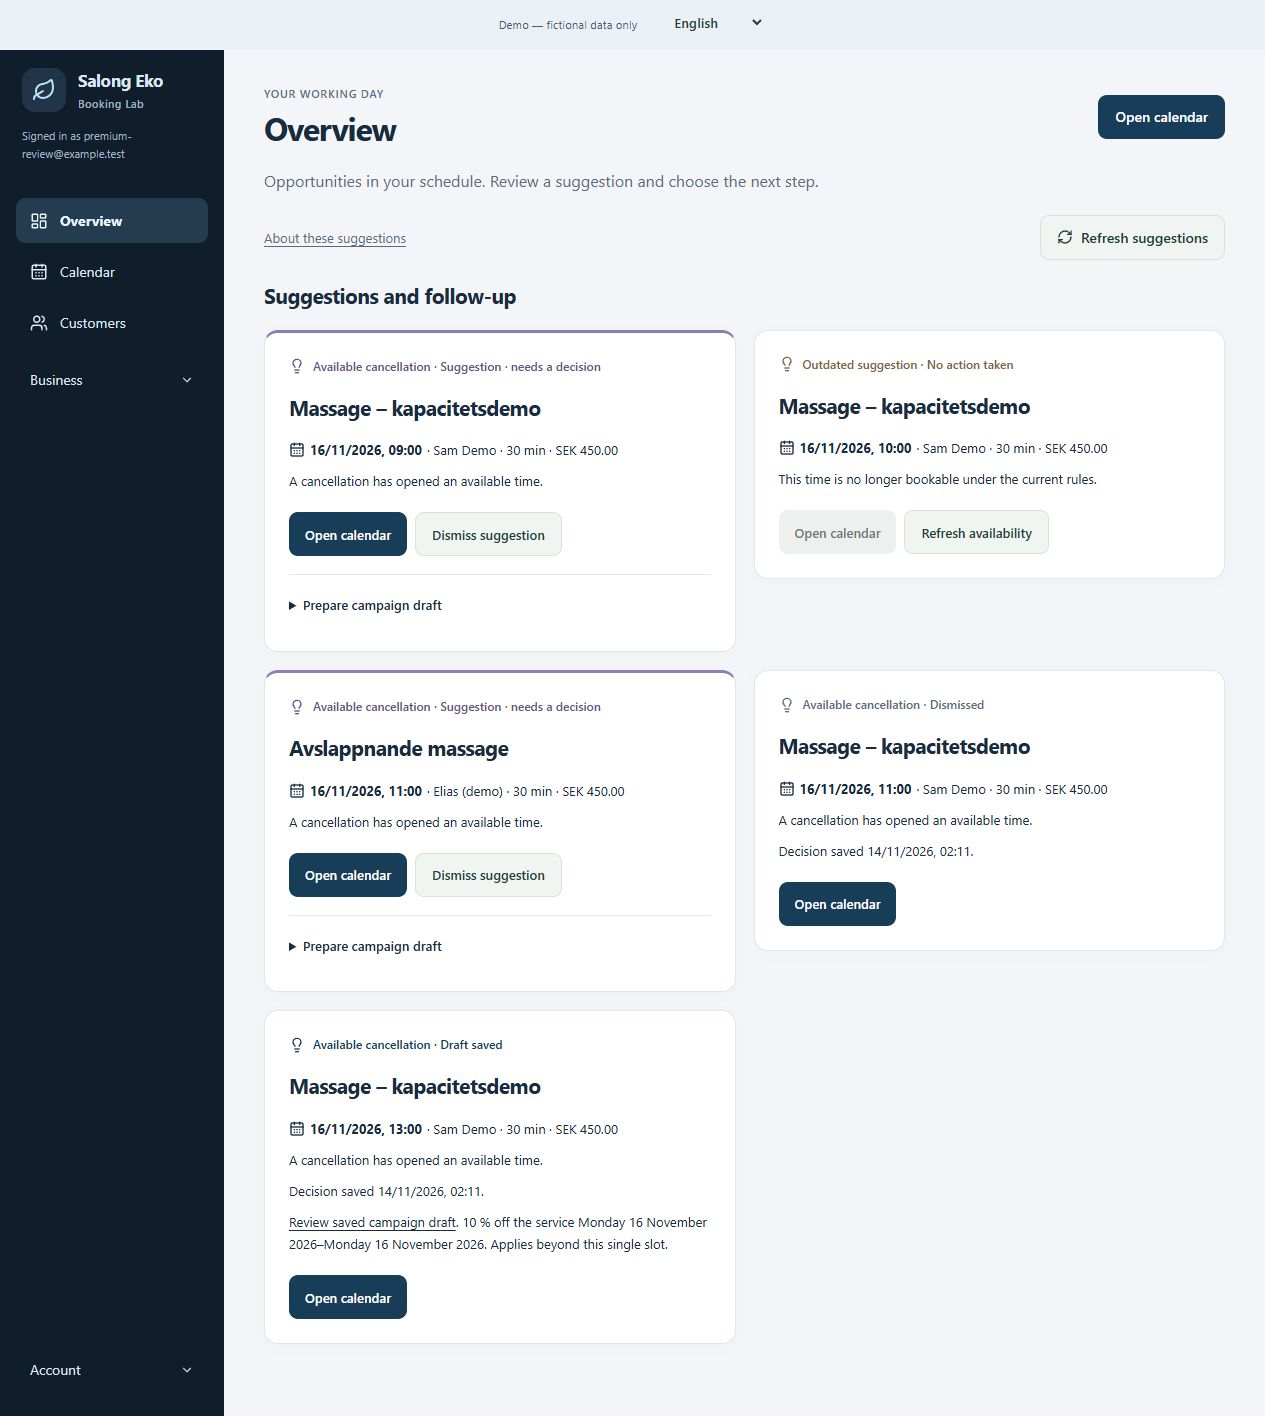 Demo — fictional data only
English
Salong Eko
Booking Lab
Signed in as premium-
review@example.test
Overview
Calendar
Customers
Business
Account
YOUR WORKING DAY
Overview
Open calendar
Opportunities in your schedule. Review a suggestion and choose the next step.
About these suggestions
Refresh suggestions
Suggestions and follow-up
Available cancellation · Suggestion · needs a decision
Massage – kapacitetsdemo
16/11/2026, 09:00 · Sam Demo · 30 min · SEK 450.00
A cancellation has opened an available time.
Open calendar
Dismiss suggestion
Prepare campaign draft
Outdated suggestion · No action taken
Massage – kapacitetsdemo
16/11/2026, 10:00 · Sam Demo · 30 min · SEK 450.00
This time is no longer bookable under the current rules.
Open calendar
Refresh availability
Available cancellation · Suggestion · needs a decision
Avslappnande massage
16/11/2026, 11:00 · Elias (demo) · 30 min · SEK 450.00
A cancellation has opened an available time.
Open calendar
Dismiss suggestion
Prepare campaign draft
Available cancellation · Dismissed
Massage – kapacitetsdemo
16/11/2026, 11:00 · Sam Demo · 30 min · SEK 450.00
A cancellation has opened an available time.
Decision saved 14/11/2026, 02:11.
Open calendar
Available cancellation · Draft saved
Massage – kapacitetsdemo
16/11/2026, 13:00 · Sam Demo · 30 min · SEK 450.00
A cancellation has opened an available time.
Decision saved 14/11/2026, 02:11.
Review saved campaign draft. 10 % off the service Monday 16 November
2026–Monday 16 November 2026. Applies beyond this single slot.
Open calendar